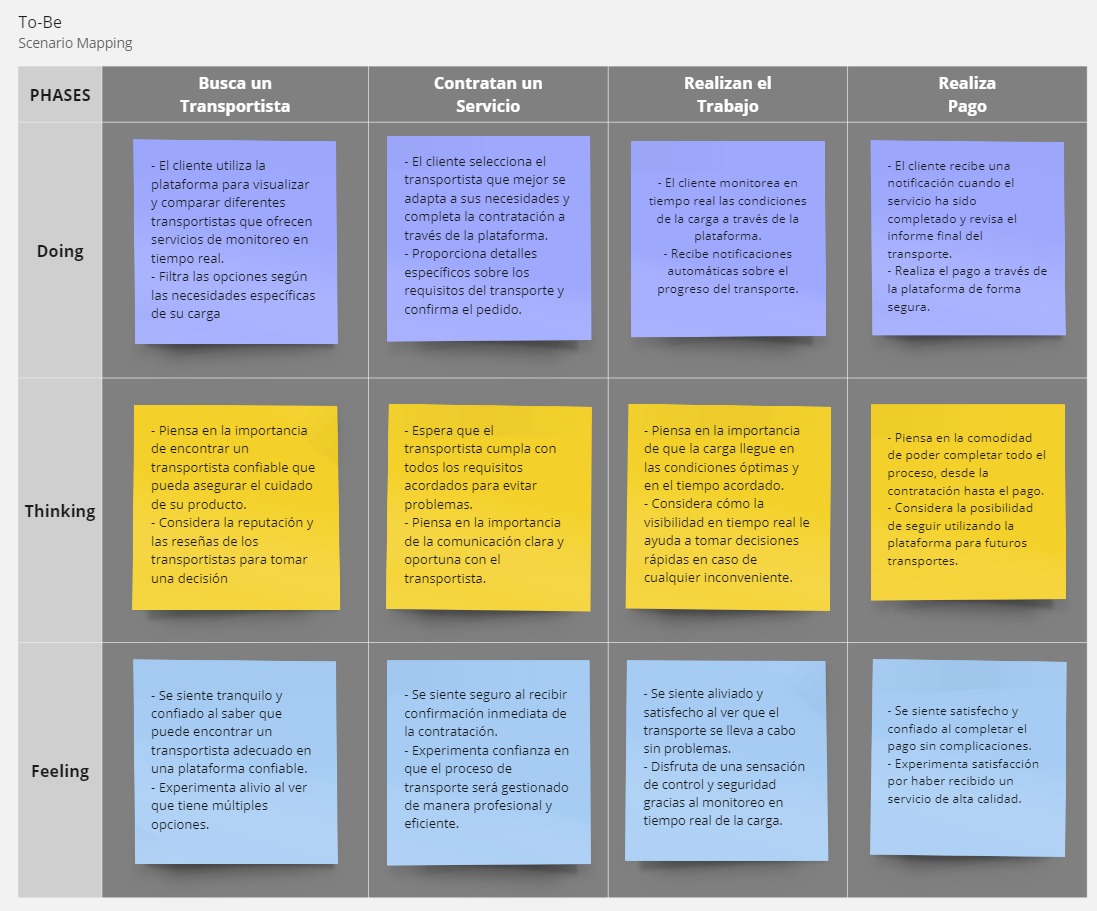 To-Be
Scenario Mapping
PHASES
Busca un
Transportista
Contratan un
Servicio
Realizan el
Trabajo
Realiza
Pago
Doing
- El cliente utiliza la
plataforma para visualizar
y comparar diferentes
transportistas que ofrecen
servicios de monitoreo en
tiempo real.
- Filtra las opciones según
las necesidades específicas
de su carga
- El cliente selecciona el
transportista que mejor se
adapta a sus necesidades y
completa la contratación a
través de la plataforma.
- Proporciona detalles
específicos sobre los
requisitos del transporte y
confirma el pedido.
- El cliente monitorea en
tiempo real las condiciones
de la carga a través de la
plataforma.
- Recibe notificaciones
automáticas sobre el
progreso del transporte.
- El cliente recibe una
notificación cuando el
servicio ha sido
completado y revisa el
informe final del
transporte.
- Realiza el pago a través de
la plataforma de forma
segura.
Thinking
- Piensa en la importancia
de encontrar un
transportista confiable que
pueda asegurar el cuidado
de su producto.
- Considera la reputación y
las reseñas de los
transportistas para tomar
una decisión
- Espera que el
transportista cumpla con
todos los requisitos
acordados para evitar
problemas.
- Piensa en la importancia
de la comunicación clara y
oportuna con el
transportista.
- Piensa en la importancia
de que la carga llegue en
las condiciones óptimas y
en el tiempo acordado.
- Considera cómo la
visibilidad en tiempo real le
ayuda a tomar decisiones
rápidas en caso de
cualquier inconveniente.
- Piensa en la comodidad
de poder completar todo el
proceso, desde la
contratación hasta el pago.
- Considera la posibilidad
de seguir utilizando la
plataforma para futuros
transportes.
Feeling
- Se siente tranquilo y
confiado al saber que
puede encontrar un
transportista adecuado en
una plataforma confiable.
- Experimenta alivio al ver
que tiene múltiples
opciones.
- Se siente seguro al recibir
confirmación inmediata de
la contratación.
- Experimenta confianza en
que el proceso de
transporte será gestionado
de manera profesional y
eficiente.
- Se siente aliviado y
satisfecho al ver que el
transporte se lleva a cabo
sin problemas.
- Disfruta de una sensación
de control y seguridad
gracias al monitoreo en
tiempo real de la carga.
- Se siente satisfecho y
confiado al completar el
pago sin complicaciones.
- Experimenta satisfacción
por haber recibido un
servicio de alta calidad.